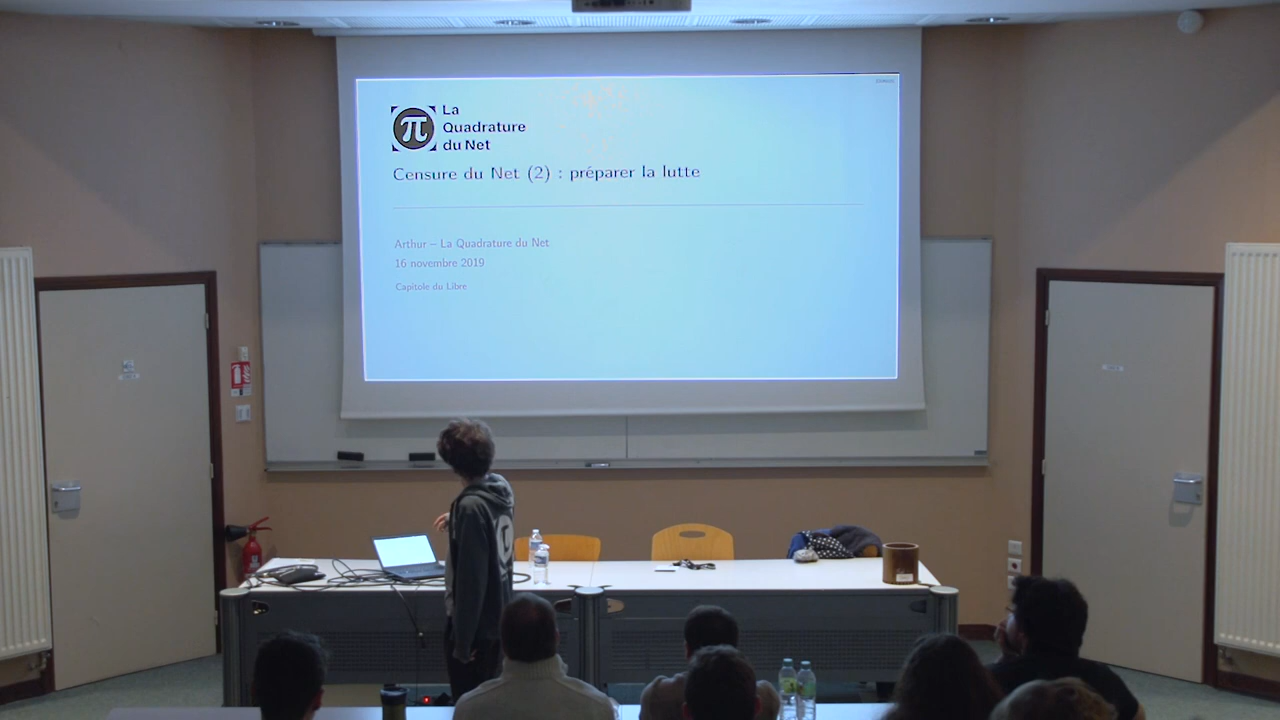 La
Quadrature
du Net
Censure du Net (2) : préparer la lutte
Arthur – La Quadrature du Net
16 novembre 2019
Capitole du Libre